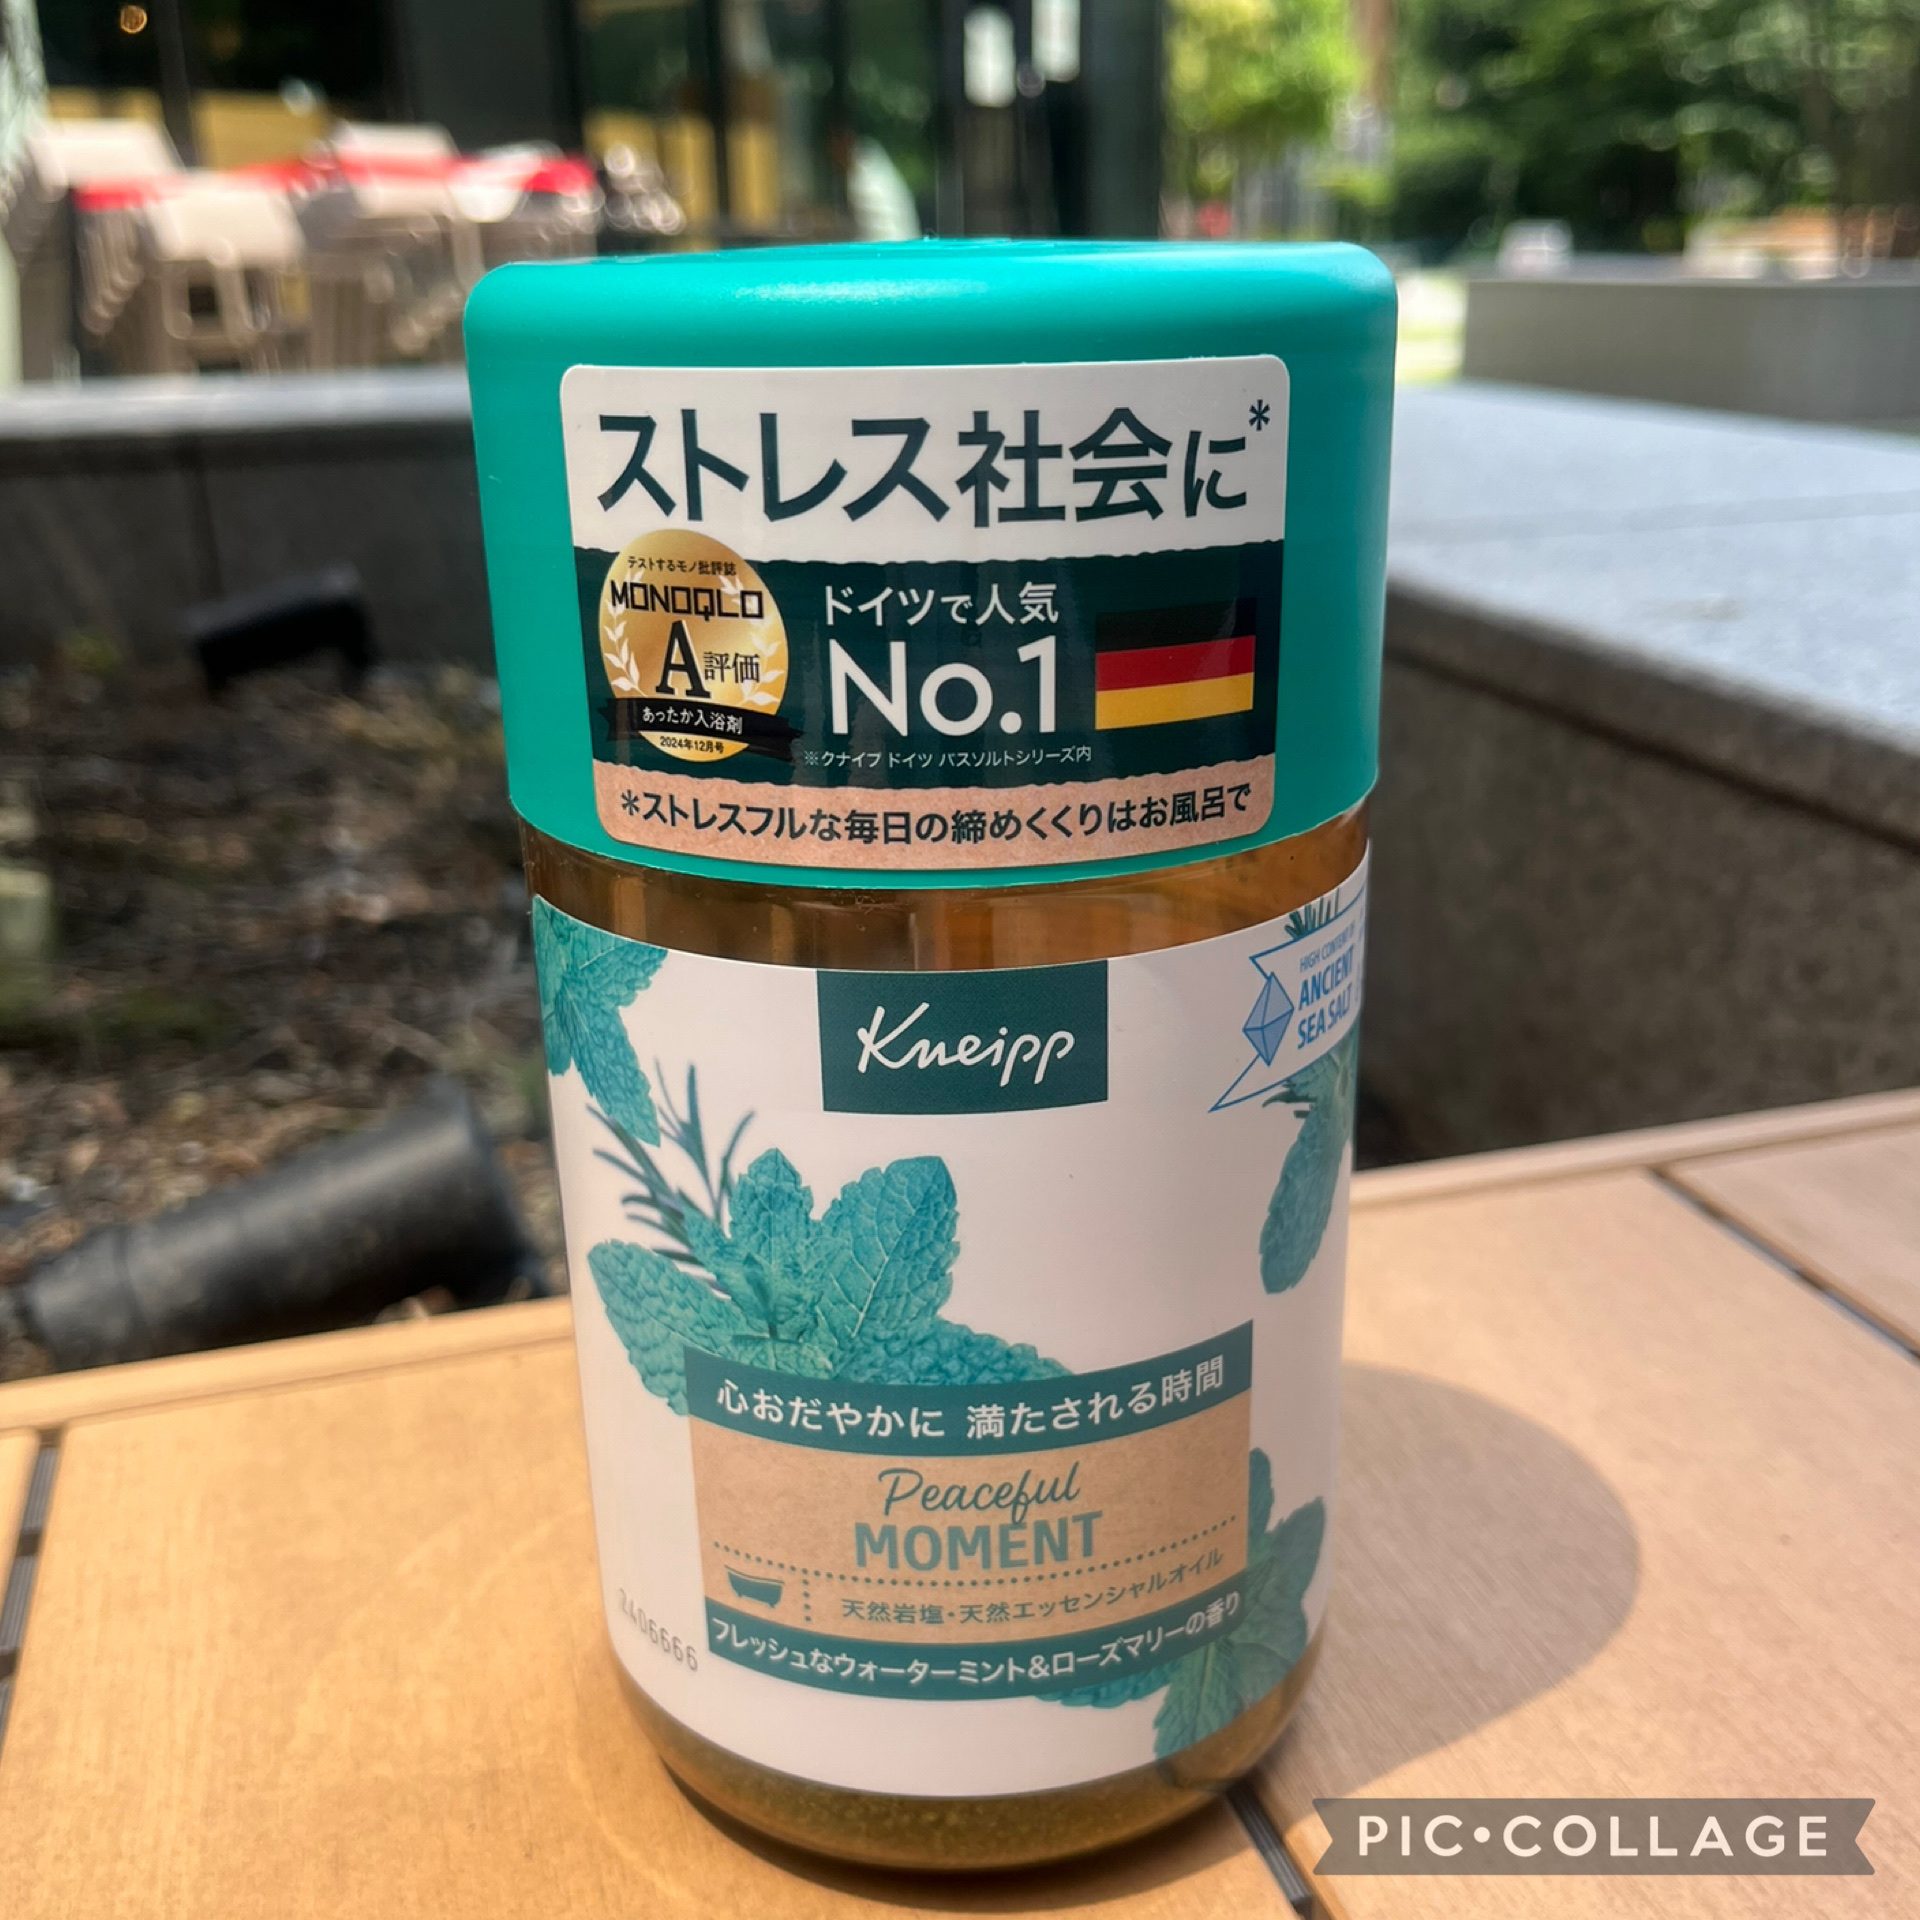 ストレス社会に*
テストするモノ批評誌
MONOQLO
A評価
あったか入浴剤
2024年12月号
ドイツで人気
No.1
※クナイプ ドイツ バスソルトシリーズ内
*ストレスフルな毎日の締めくくりはお風呂で
Kneipp
HIGH CONTENT OF
ANCIENT
SEA SALT
心おだやかに 満たされる時間
Peaceful
MOMENT
天然岩塩・天然エッセンシャルオイル
フレッシュなウォーターミント&ローズマリーの香り
2406666
PIC•COLLAGE